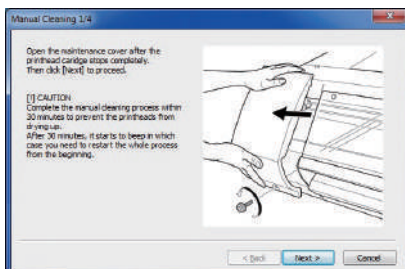 Manual Cleaning 1/4
Open the maintenance cover after the
printhead caridge stops completely.
Then click [Next] to proceed.
[!] CAUTION
Complete the manual cleaning process within
30 minutes to prevent the printheads from
drying up.
After 30 minutes, it starts to beep in which
case you need to restart the whole process
from the beginning.
< Back
Next >
Cancel